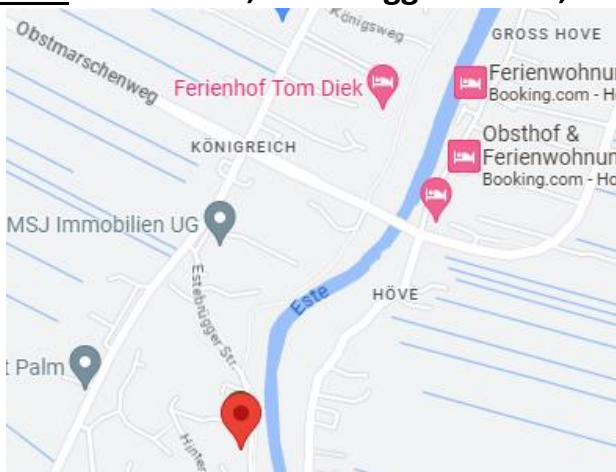 Königsweg
GROSS HOVE
Obstmarschenweg
Ferienhof Tom Diek
Booking.com - H
KÖNIGREICH
Obsthof &
Booking.com - Ho
MSJ Immobilien UG
Este
HÖVE
Estebrügger Str.
Palm